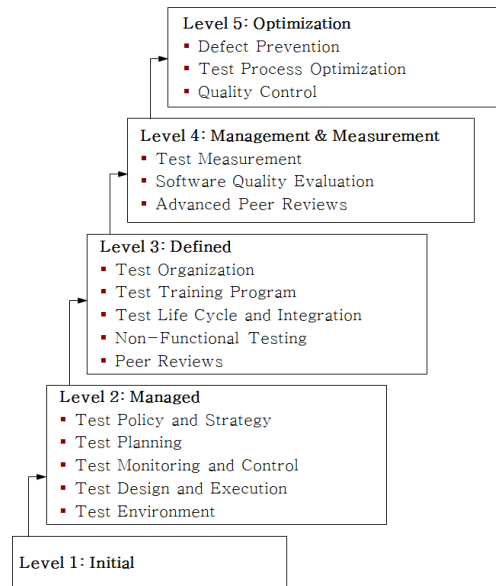 Level 5: Optimization
▪ Defect Prevention
▪ Test Process Optimization
▪ Quality Control
Level 4: Management & Measurement
▪ Test Measurement
▪ Software Quality Evaluation
▪ Advanced Peer Reviews
Level 3: Defined
▪ Test Organization
▪ Test Training Program
▪ Test Life Cycle and Integration
▪ Non-Functional Testing
▪ Peer Reviews
Level 2: Managed
▪ Test Policy and Strategy
▪ Test Planning
▪ Test Monitoring and Control
▪ Test Design and Execution
▪ Test Environment
Level 1: Initial